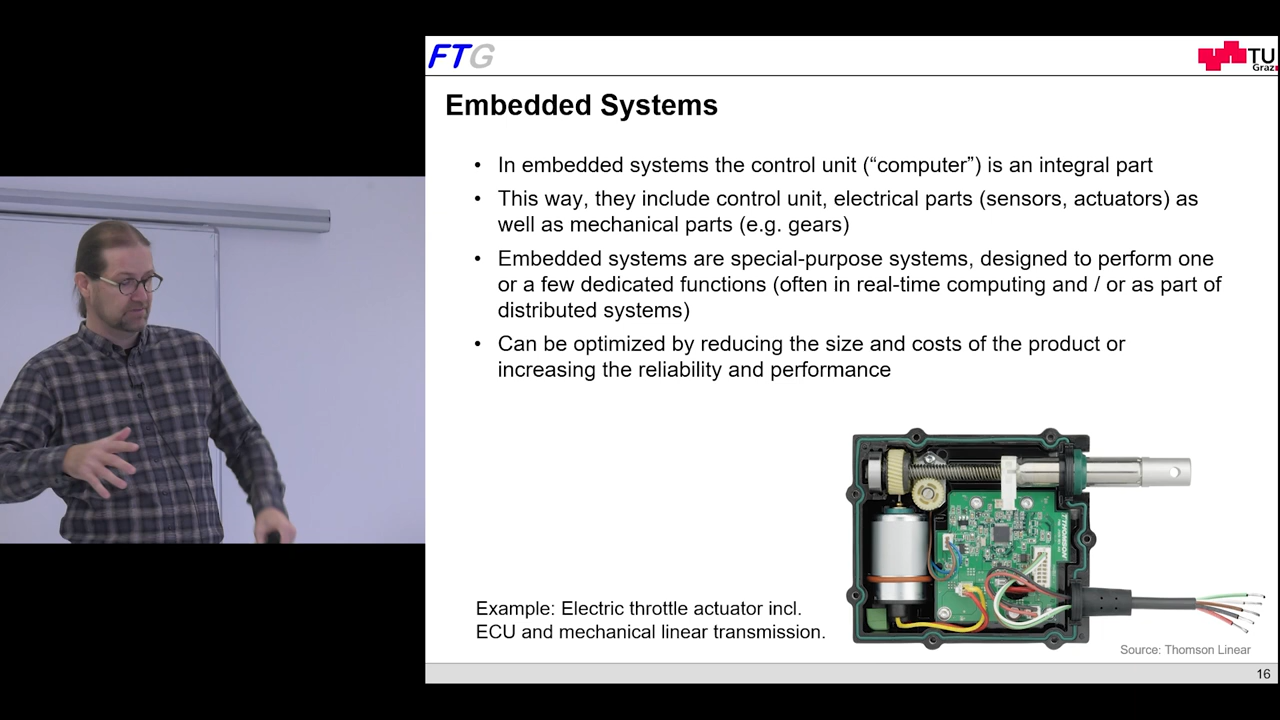 FTG
TU
Graz
Embedded Systems
• In embedded systems the control unit (“computer”) is an integral part
• This way, they include control unit, electrical parts (sensors, actuators) as
well as mechanical parts (e.g. gears)
• Embedded systems are special-purpose systems, designed to perform one
or a few dedicated functions (often in real-time computing and / or as part of
distributed systems)
• Can be optimized by reducing the size and costs of the product or
increasing the reliability and performance
THOMSON
Example: Electric throttle actuator incl.
ECU and mechanical linear transmission.
Source: Thomson Linear
16